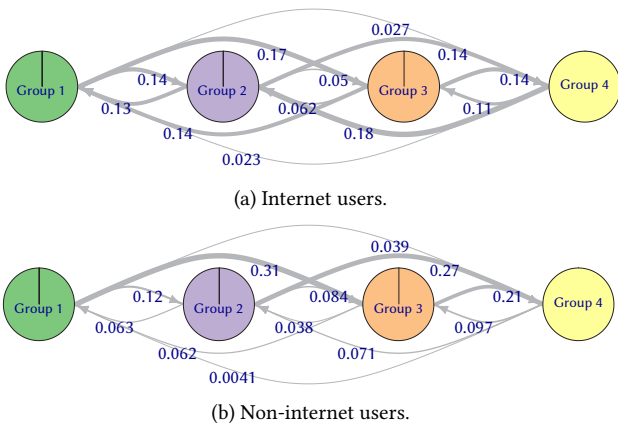 0.027
0.17
0.14
Group 1
0.14
Group 2
0.05
Group 3
0.14
Group 4
0.13
0.062
0.11
0.14
0.18
0.023
(a) Internet users.
0.039
0.31
0.27
Group 1
0.12
Group 2
0.084
Group 3
0.21
Group 4
0.063
0.038
0.097
0.062
0.071
0.0041
(b) Non-internet users.